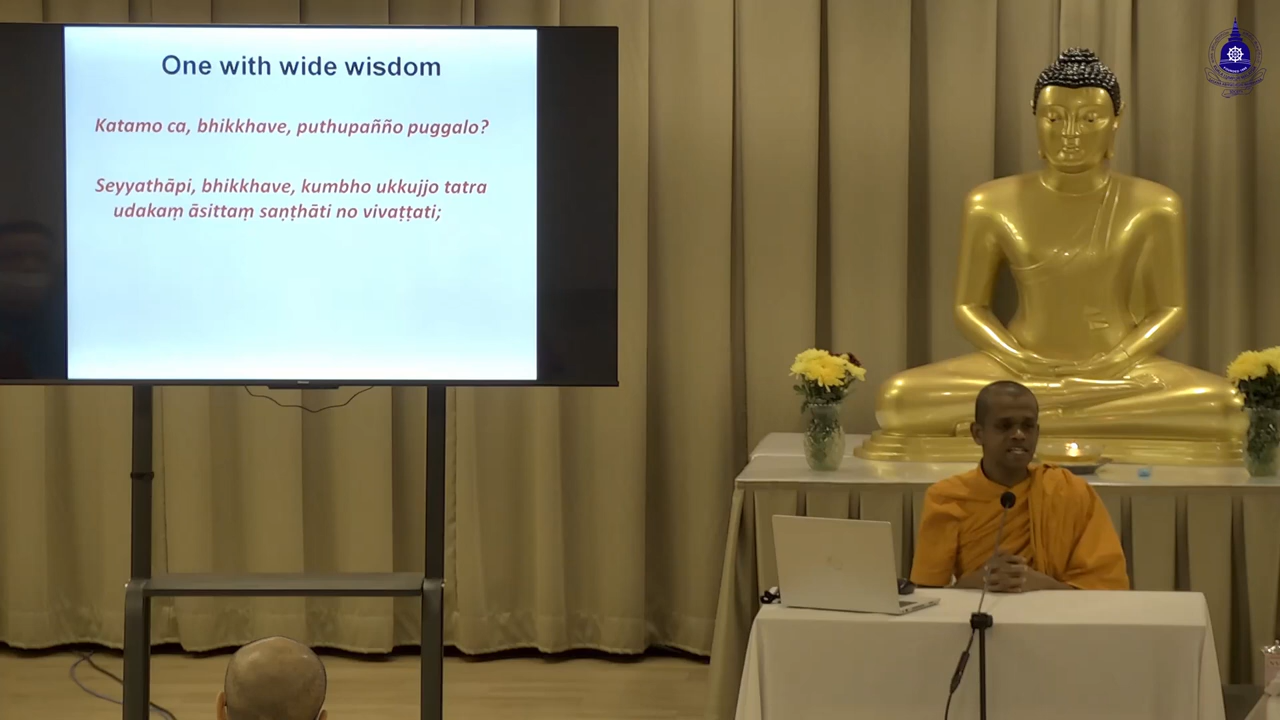 One with wide wisdom
Katamo ca, bhikkhave, puthupañño puggalo?
Seyyathāpi, bhikkhave, kumbho ukkujjo tatra
udakaṃ āsittaṃ saṇṭhāti no vivaṭṭati;